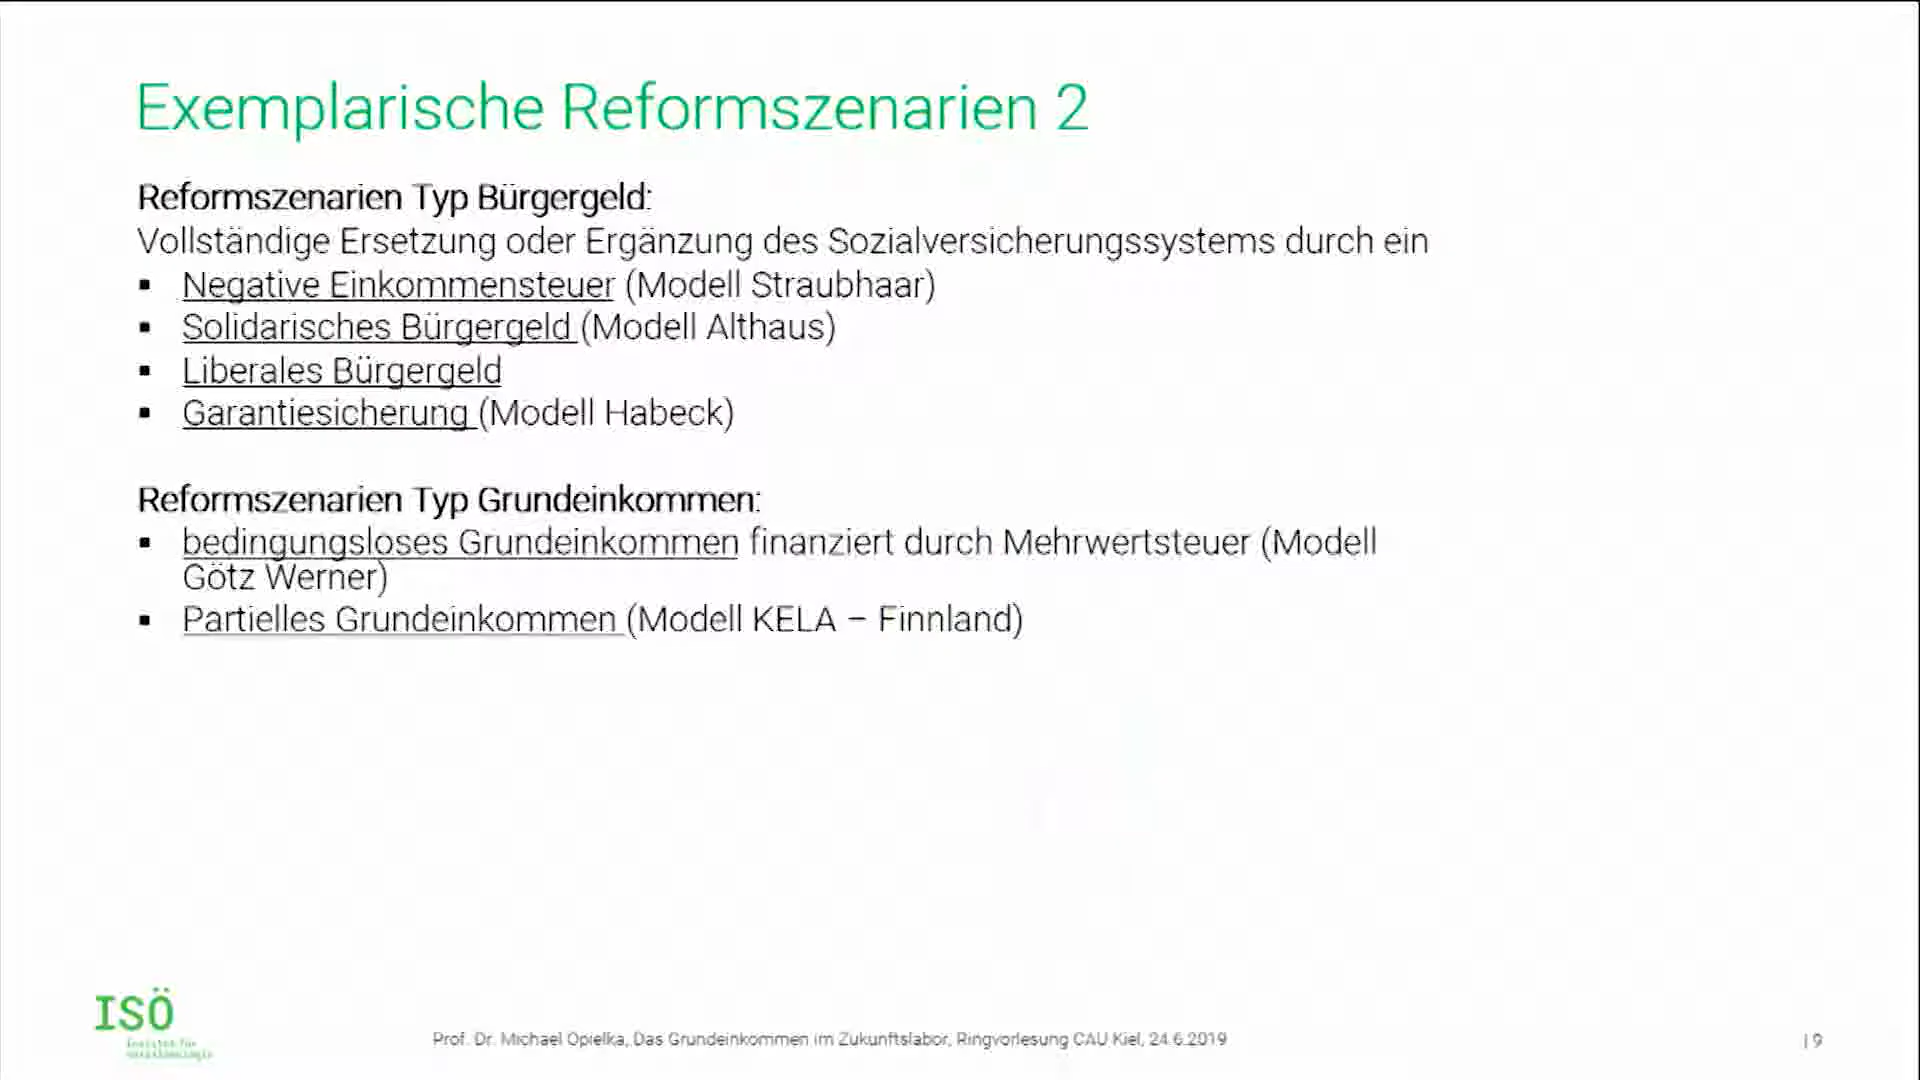 Exemplarische Reformszenarien 2
Reformszenarien Typ Bürgergeld:
Vollständige Ersetzung oder Ergänzung des Sozialversicherungssystems durch ein
▪ Negative Einkommensteuer (Modell Straubhaar)
▪ Solidarisches Bürgergeld (Modell Althaus)
▪ Liberales Bürgergeld
▪ Garantiesicherung (Modell Habeck)
Reformszenarien Typ Grundeinkommen:
▪ bedingungsloses Grundeinkommen finanziert durch Mehrwertsteuer (Modell
Götz Werner)
▪ Partielles Grundeinkommen (Modell KELA – Finnland)
ISÖ
Institut für
Sozialökologie
Prof. Dr. Michael Opielka, Das Grundeinkommen im Zukunftslabor, Ringvorlesung CAU Kiel, 24.6.2019
| 9